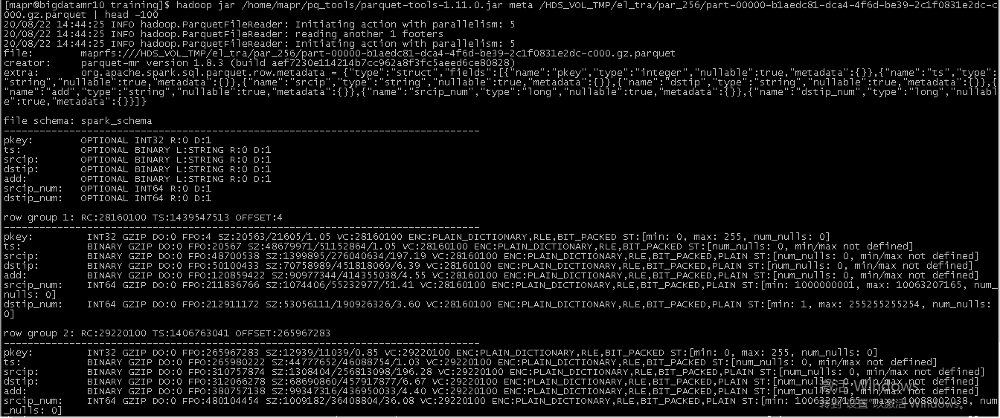 [mapr@bigdatamr10 training]$ hadoop jar /home/mapr/pq_tools/parquet-tools-1.11.0.jar meta /HDS_VOL_TMP/el_tra/par_256/part-00000-b1aedc81-dca4-4f6d-be39-2c1f0831e2dc-c
000.gz.parquet | head -100
20/08/22 14:44:25 INFO hadoop.ParquetFileReader: Initiating action with parallelism: 5
20/08/22 14:44:25 INFO hadoop.ParquetFileReader: reading another 1 footers
20/08/22 14:44:25 INFO hadoop.ParquetFileReader: Initiating action with parallelism: 5
file:        maprfs:///HDS_VOL_TMP/el_tra/par_256/part-00000-b1aedc81-dca4-4f6d-be39-2c1f0831e2dc-c000.gz.parquet
creator:     parquet-mr version 1.8.3 (build aef7230e114214b7cc962a8f3fc5aeed6ce80828)
extra:       org.apache.spark.sql.parquet.row.metadata = {"type":"struct","fields":[{"name":"pkey","type":"integer","nullable":true,"metadata":{}},{"name":"ts","type":
"string","nullable":true,"metadata":{}},{"name":"srcip","type":"string","nullable":true,"metadata":{}},{"name":"dstip","type":"string","nullable":true,"metadata":{}},{
"name":"add","type":"string","nullable":true,"metadata":{}},{"name":"srcip_num","type":"long","nullable":true,"metadata":{}},{"name":"dstip_num","type":"long","nullabl
e":true,"metadata":{}}]}
file schema: spark_schema
--------------------------------------------------------------------------------
pkey:        OPTIONAL INT32 R:0 D:1
ts:          OPTIONAL BINARY L:STRING R:0 D:1
srcip:       OPTIONAL BINARY L:STRING R:0 D:1
dstip:       OPTIONAL BINARY L:STRING R:0 D:1
add:         OPTIONAL BINARY L:STRING R:0 D:1
srcip_num:   OPTIONAL INT64 R:0 D:1
dstip_num:   OPTIONAL INT64 R:0 D:1
row group 1: RC:28160100 TS:1439547513 OFFSET:4
--------------------------------------------------------------------------------
pkey:         INT32 GZIP DO:0 FPO:4 SZ:20563/21605/1.05 VC:28160100 ENC:PLAIN_DICTIONARY,RLE,BIT_PACKED ST:[min: 0, max: 255, num_nulls: 0]
ts:           BINARY GZIP DO:0 FPO:20567 SZ:48679971/51152864/1.05 VC:28160100 ENC:PLAIN_DICTIONARY,RLE,BIT_PACKED ST:[num_nulls: 0, min/max not defined]
srcip:        BINARY GZIP DO:0 FPO:48700538 SZ:1399895/276040634/197.19 VC:28160100 ENC:PLAIN_DICTIONARY,RLE,BIT_PACKED,PLAIN ST:[num_nulls: 0, min/max not defined]
dstip:        BINARY GZIP DO:0 FPO:50100433 SZ:70758989/451818069/6.39 VC:28160100 ENC:PLAIN_DICTIONARY,RLE,BIT_PACKED,PLAIN ST:[num_nulls: 0, min/max not defined]
add:          BINARY GZIP DO:0 FPO:120859422 SZ:90977344/414355038/4.55 VC:28160100 ENC:PLAIN_DICTIONARY,RLE,BIT_PACKED,PLAIN ST:[num_nulls: 0, min/max not defined]
srcip_num:    INT64 GZIP DO:0 FPO:211836766 SZ:1074406/55232977/51.41 VC:28160100 ENC:PLAIN_DICTIONARY,RLE,BIT_PACKED,PLAIN ST:[min: 1000000001, max: 10063207165, num_
nulls: 0]
dstip_num:    INT64 GZIP DO:0 FPO:212911172 SZ:53056111/190926326/3.60 VC:28160100 ENC:PLAIN_DICTIONARY,RLE,BIT_PACKED,PLAIN ST:[min: 1, max: 255255255254, num_nulls:
0]
row group 2: RC:29220100 TS:1406763041 OFFSET:265967283
--------------------------------------------------------------------------------
pkey:         INT32 GZIP DO:0 FPO:265967283 SZ:12939/11039/0.85 VC:29220100 ENC:PLAIN_DICTIONARY,RLE,BIT_PACKED ST:[min: 0, max: 255, num_nulls: 0]
ts:           BINARY GZIP DO:0 FPO:265980222 SZ:44777652/46088754/1.03 VC:29220100 ENC:PLAIN_DICTIONARY,RLE,BIT_PACKED ST:[num_nulls: 0, min/max not defined]
srcip:        BINARY GZIP DO:0 FPO:310757874 SZ:1308404/256813098/196.28 VC:29220100 ENC:PLAIN_DICTIONARY,RLE,BIT_PACKED,PLAIN ST:[num_nulls: 0, min/max not defined]
dstip:        BINARY GZIP DO:0 FPO:312066278 SZ:68690860/457917877/6.67 VC:29220100 ENC:PLAIN_DICTIONARY,RLE,BIT_PACKED,PLAIN ST:[num_nulls: 0, min/max not defined]
add:          BINARY GZIP DO:0 FPO:380757138 SZ:99347316/436950033/4.40 VC:29220100 ENC:PLAIN_DICTIONARY,RLE,BIT_PACKED,PLAIN ST:[num_nulls: 0, min/max not defined]
srcip_num:    INT64 GZIP DO:0 FPO:480104454 SZ:1009182/36408804/36.08 VC:29220100 ENC:PLAIN_DICTIONARY,RLE,BIT_PACKED,PLAIN ST:[min: 10063207165, max: 10088002038, num
_nulls: 0]
激活 Windows
转到"设置"以激活 Windows。